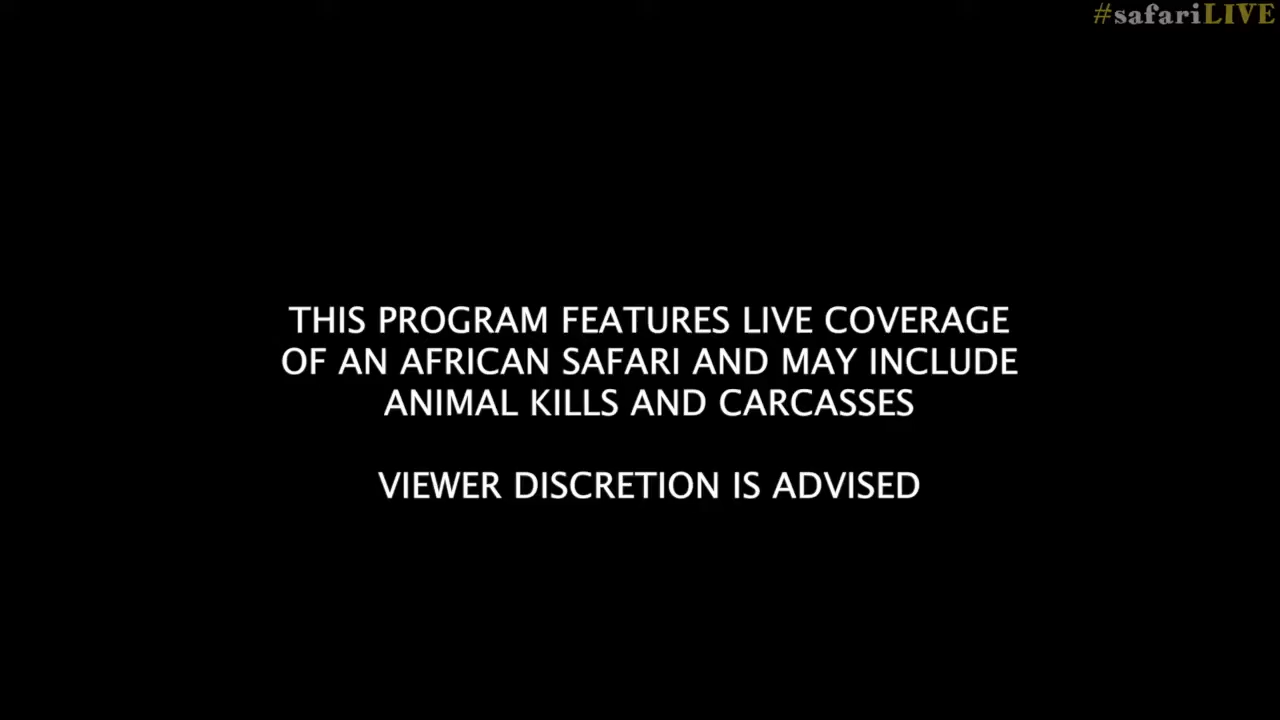 #safariLIVE
THIS PROGRAM FEATURES LIVE COVERAGE
OF AN AFRICAN SAFARI AND MAY INCLUDE
ANIMAL KILLS AND CARCASSES
VIEWER DISCRETION IS ADVISED